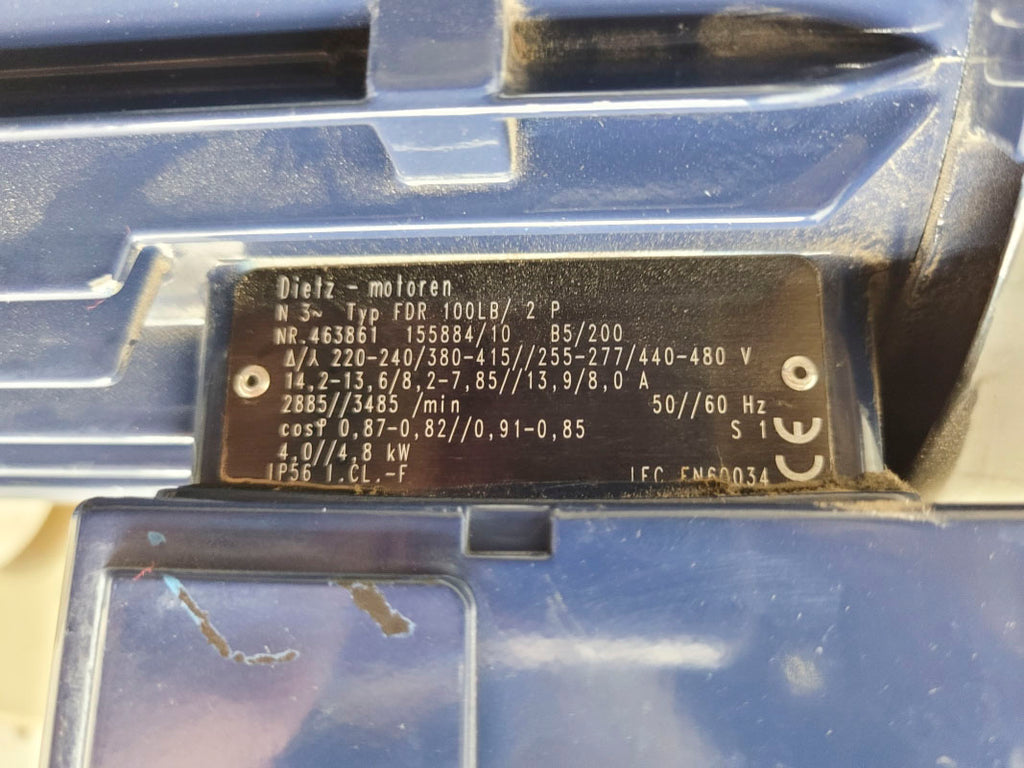 Dietz - motoren
N 3~ Typ FDR 100LB/ 2 P
NR.463861 155884/10 B5/200
Δ/⅄ 220-240/380-415//255-277/440-480 V
14,2-13,6/8,2-7,85//13,9/8,0 A
2885//3485 /min 50//60 Hz
cosf 0,87-0,82//0,91-0,85 S 1
4,0//4,8 kW CE
IP56 I.CL.-F IEC EN60034